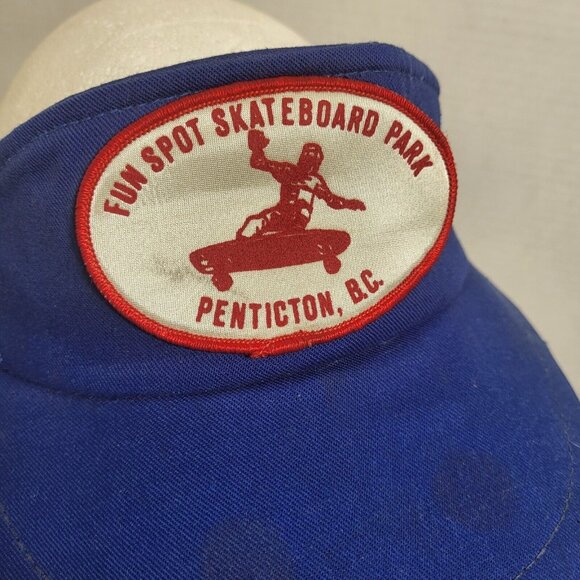 FUN SPOT SKATEBOARD PARK
PENTICTON, B.C.